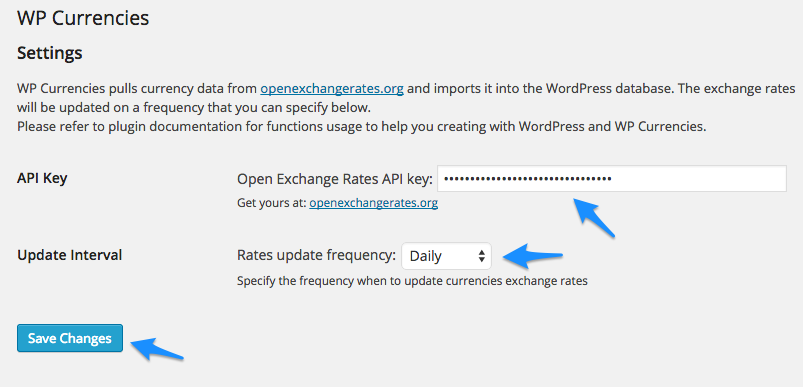 WP Currencies
Settings
WP Currencies pulls currency data from openexchangerates.org and imports it into the WordPress database. The exchange rates
will be updated on a frequency that you can specify below.
Please refer to plugin documentation for functions usage to help you creating with WordPress and WP Currencies.
API Key Open Exchange Rates API key: ••••••••••••••••••••••••••••••••
Get yours at: openexchangerates.org
Update Interval Rates update frequency: Daily
Specify the frequency when to update currencies exchange rates
Save Changes